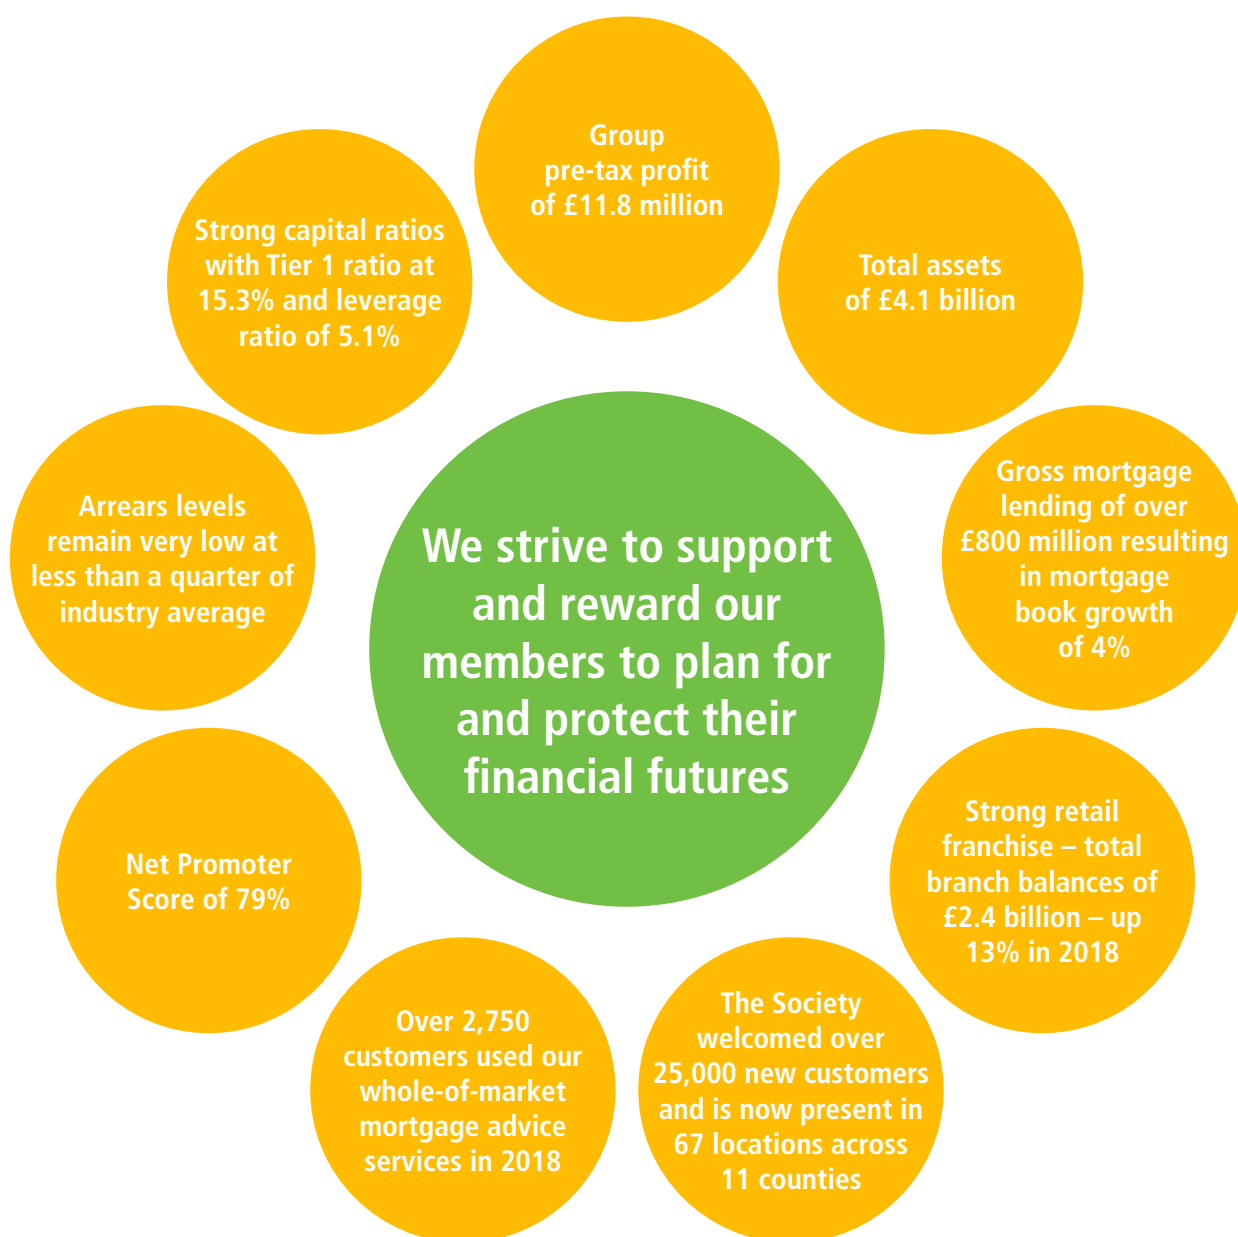 Group
pre-tax profit
of £11.8 million
Total assets
of £4.1 billion
Gross mortgage
lending of over
£800 million resulting
in mortgage
book growth
of 4%
Strong retail
franchise – total
branch balances of
£2.4 billion – up
13% in 2018
The Society
welcomed over
25,000 new customers
and is now present in
67 locations across
11 counties
Over 2,750
customers used our
whole-of-market
mortgage advice
services in 2018
Net Promoter
Score of 79%
Arrears levels
remain very low at
less than a quarter of
industry average
Strong capital ratios
with Tier 1 ratio at
15.3% and leverage
ratio of 5.1%
We strive to support
and reward our
members to plan for
and protect their
financial futures